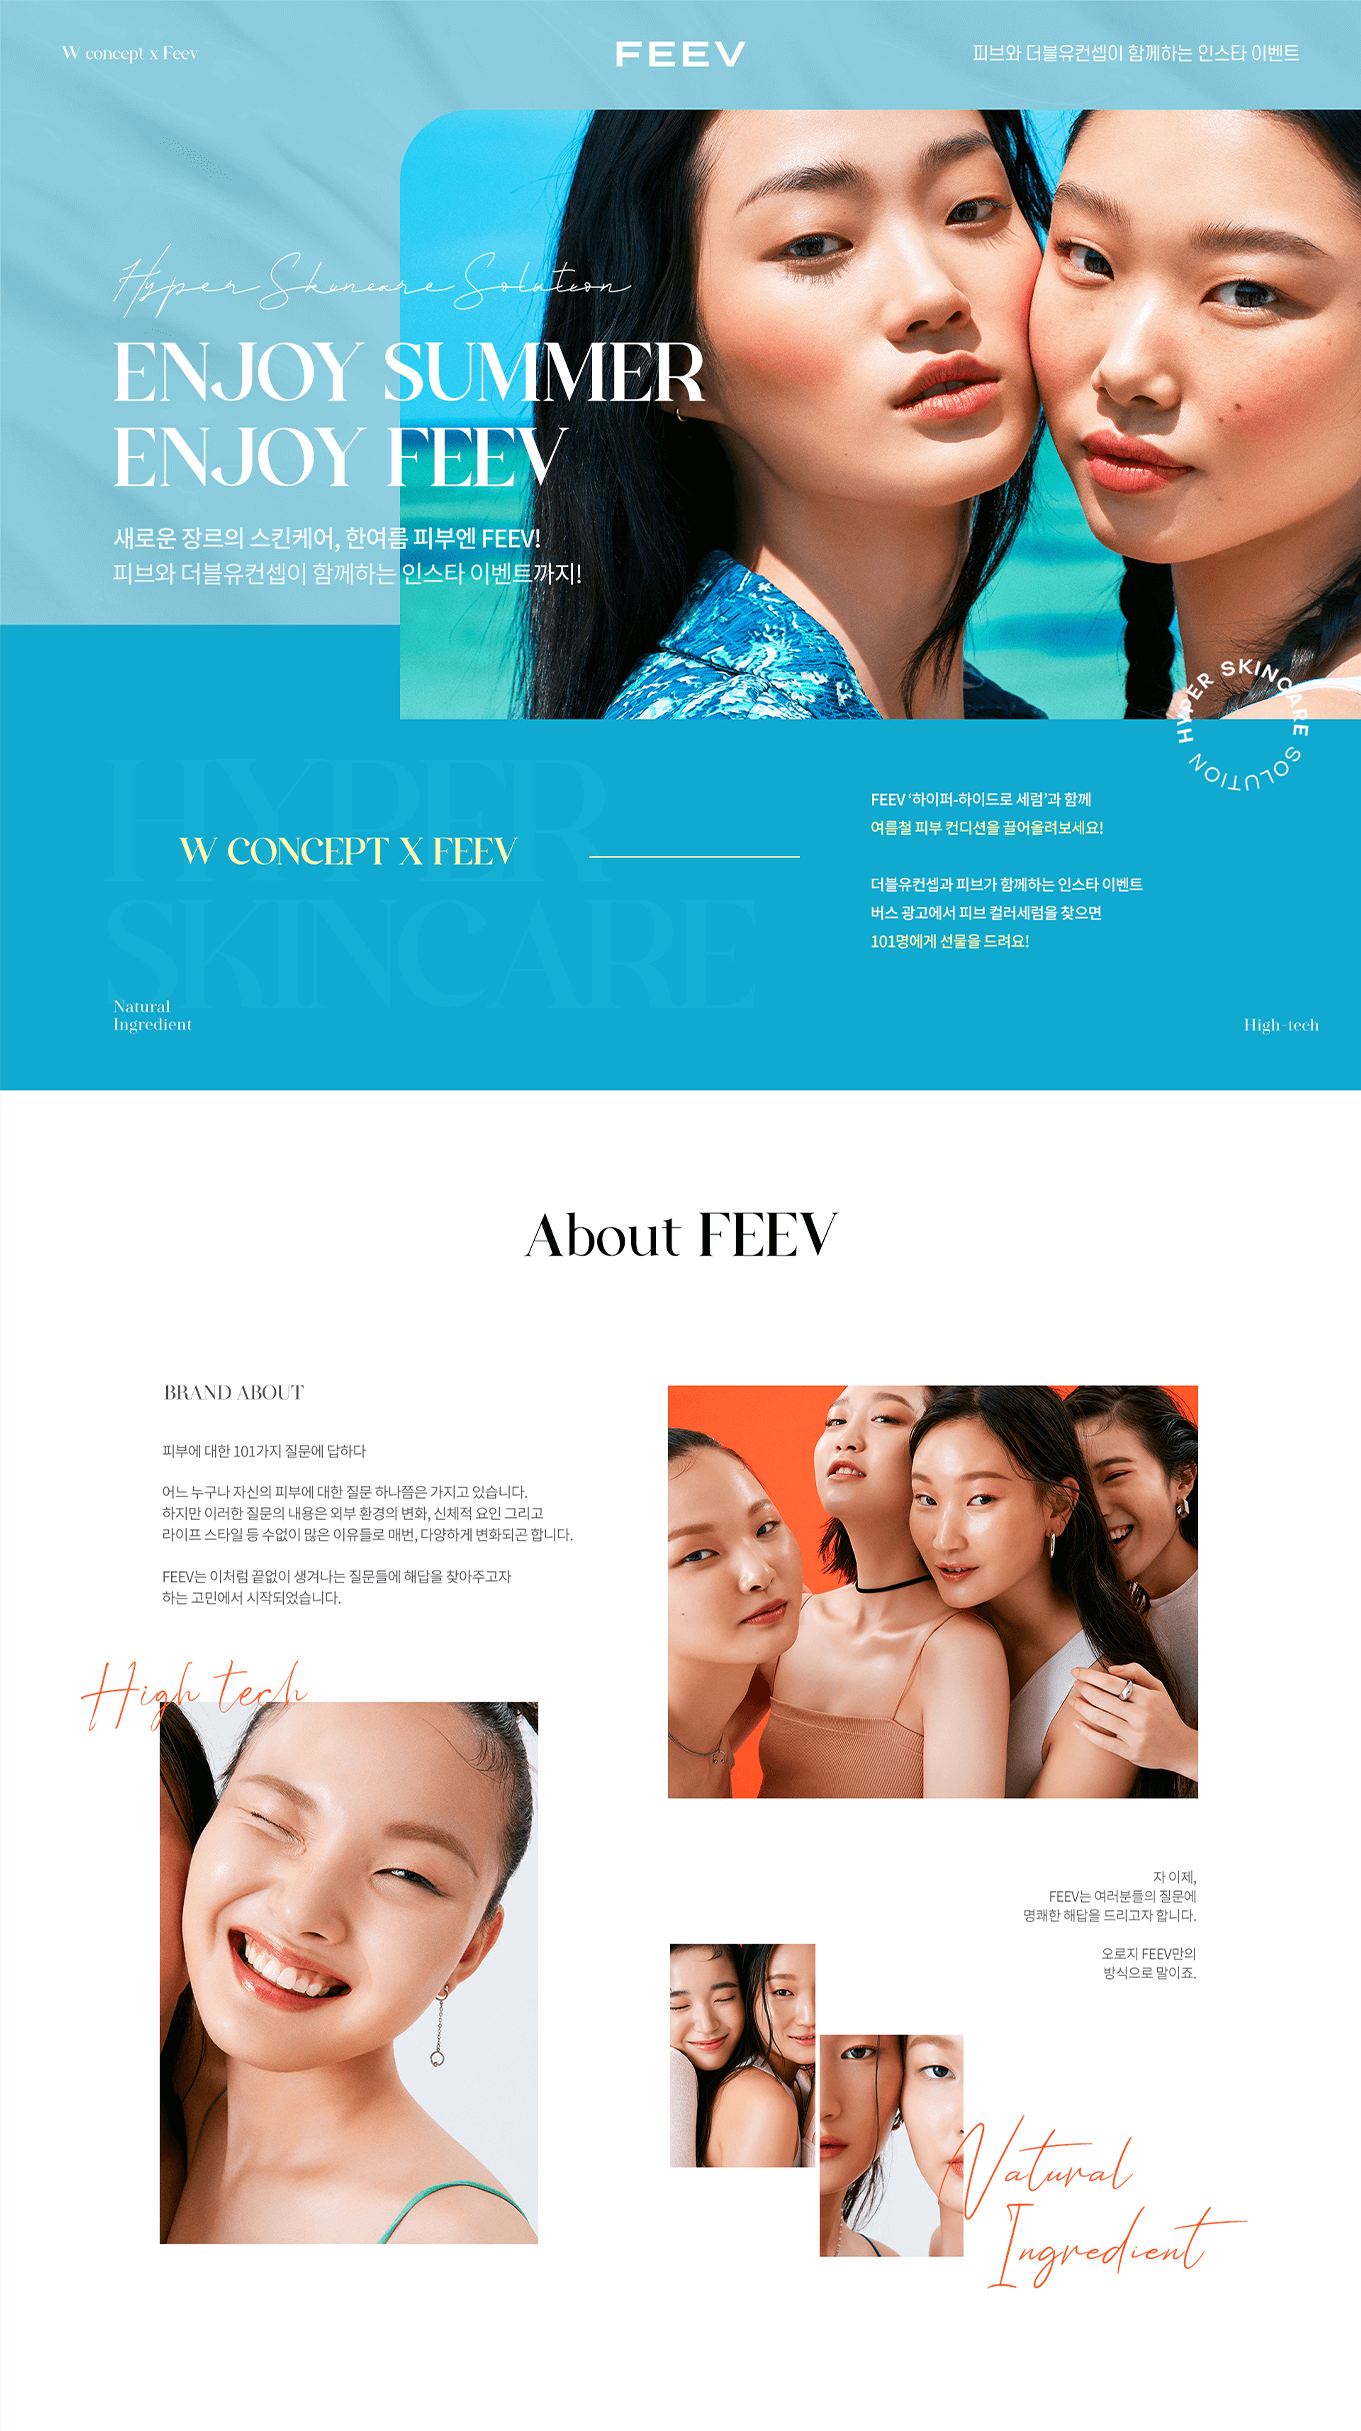 W concept x Feev
FEEV
피브와 더블유컨셉이 함께하는 인스타 이벤트
Hyper Skincare Solution
ENJOY SUMMER
ENJOY FEEV
새로운 장르의 스킨케어, 한여름 피부엔 FEEV!
피브와 더블유컨셉이 함께하는 인스타 이벤트까지!
HYPER SKINCARE SOLUTION
HYPER
SKINCARE
W CONCEPT X FEEV
FEEV ‘하이퍼-하이드로 세럼’과 함께
여름철 피부 컨디션을 끌어올려보세요!
더블유컨셉과 피브가 함께하는 인스타 이벤트
버스 광고에서 피브 컬러세럼을 찾으면
101명에게 선물을 드려요!
Natural
Ingredient
High-tech
About FEEV
BRAND ABOUT
피부에 대한 101가지 질문에 답하다
어느 누구나 자신의 피부에 대한 질문 하나쯤은 가지고 있습니다.
하지만 이러한 질문의 내용은 외부 환경의 변화, 신체적 요인 그리고
라이프 스타일 등 수없이 많은 이유들로 매번, 다양하게 변화되곤 합니다.
FEEV는 이처럼 끝없이 생겨나는 질문들에 해답을 찾아주고자
하는 고민에서 시작되었습니다.
High tech
자 이제,
FEEV는 여러분들의 질문에
명쾌한 해답을 드리고자 합니다.
오로지 FEEV만의
방식으로 말이죠.
Natural
Ingredient